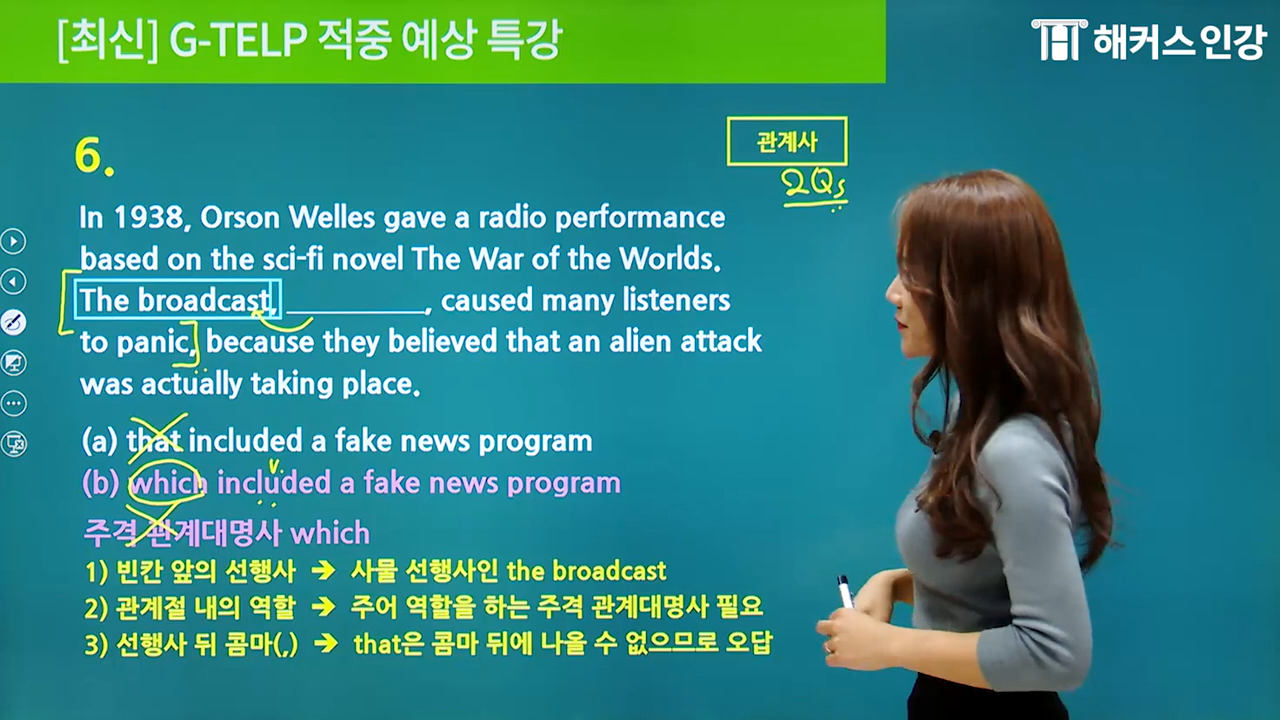 [최신] G-TELP 적중 예상 특강
해커스인강
6.
관계사
2Qs
In 1938, Orson Welles gave a radio performance
based on the sci-fi novel The War of the Worlds.
The broadcast, __________, caused many listeners
to panic, because they believed that an alien attack
was actually taking place.
(a) that included a fake news program
(b) which included a fake news program
주격 관계대명사 which
1) 빈칸 앞의 선행사 → 사물 선행사인 the broadcast
2) 관계절 내의 역할 → 주어 역할을 하는 주격 관계대명사 필요
3) 선행사 뒤 콤마(,) → that은 콤마 뒤에 나올 수 없으므로 오답